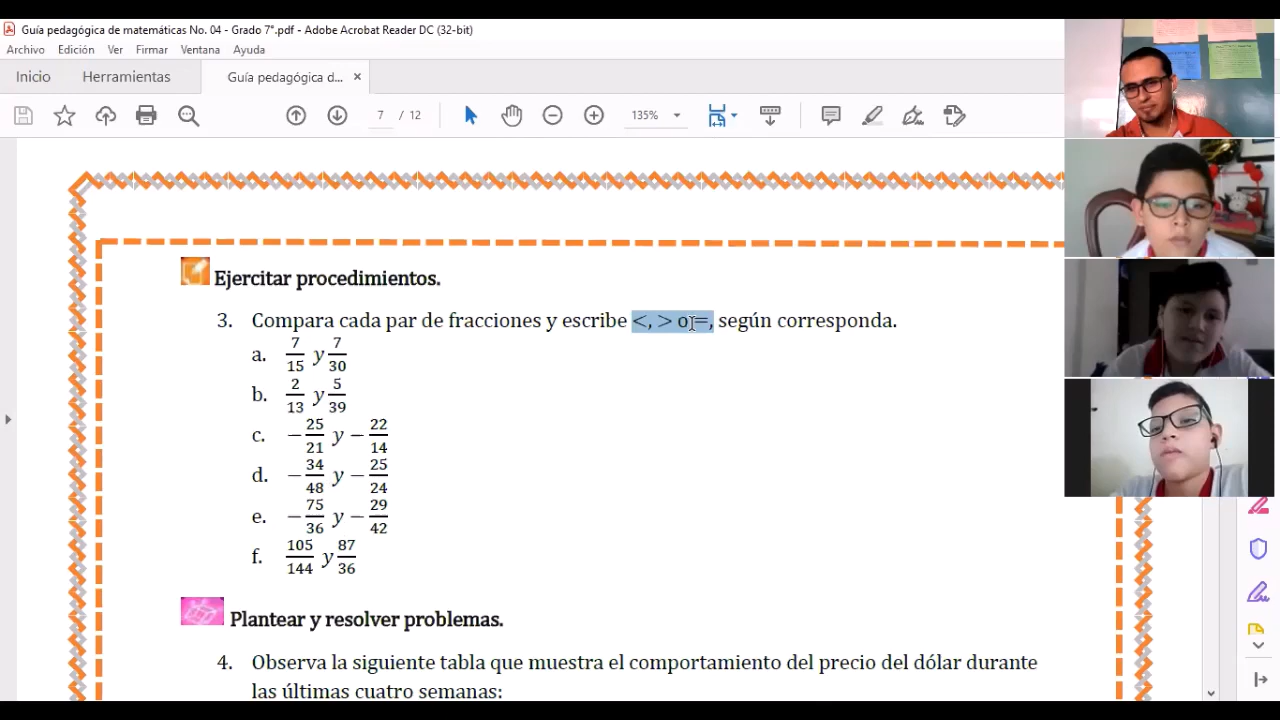 Guía pedagógica de matemáticas No. 04 - Grado 7°.pdf - Adobe Acrobat Reader DC (32-bit)
Archivo Edición Ver Firmar Ventana Ayuda
Inicio Herramientas Guía pedagógica d... ×
7 / 12 135%
Ejercitar procedimientos.
3. Compara cada par de fracciones y escribe <, > o =, según corresponda.
a. 7/15 y 7/30
b. 2/13 y 5/39
c. −25/21 y −22/14
d. −34/48 y −25/24
e. −75/36 y −29/42
f. 105/144 y 87/36
Plantear y resolver problemas.
4. Observa la siguiente tabla que muestra el comportamiento del precio del dólar durante
las últimas cuatro semanas: